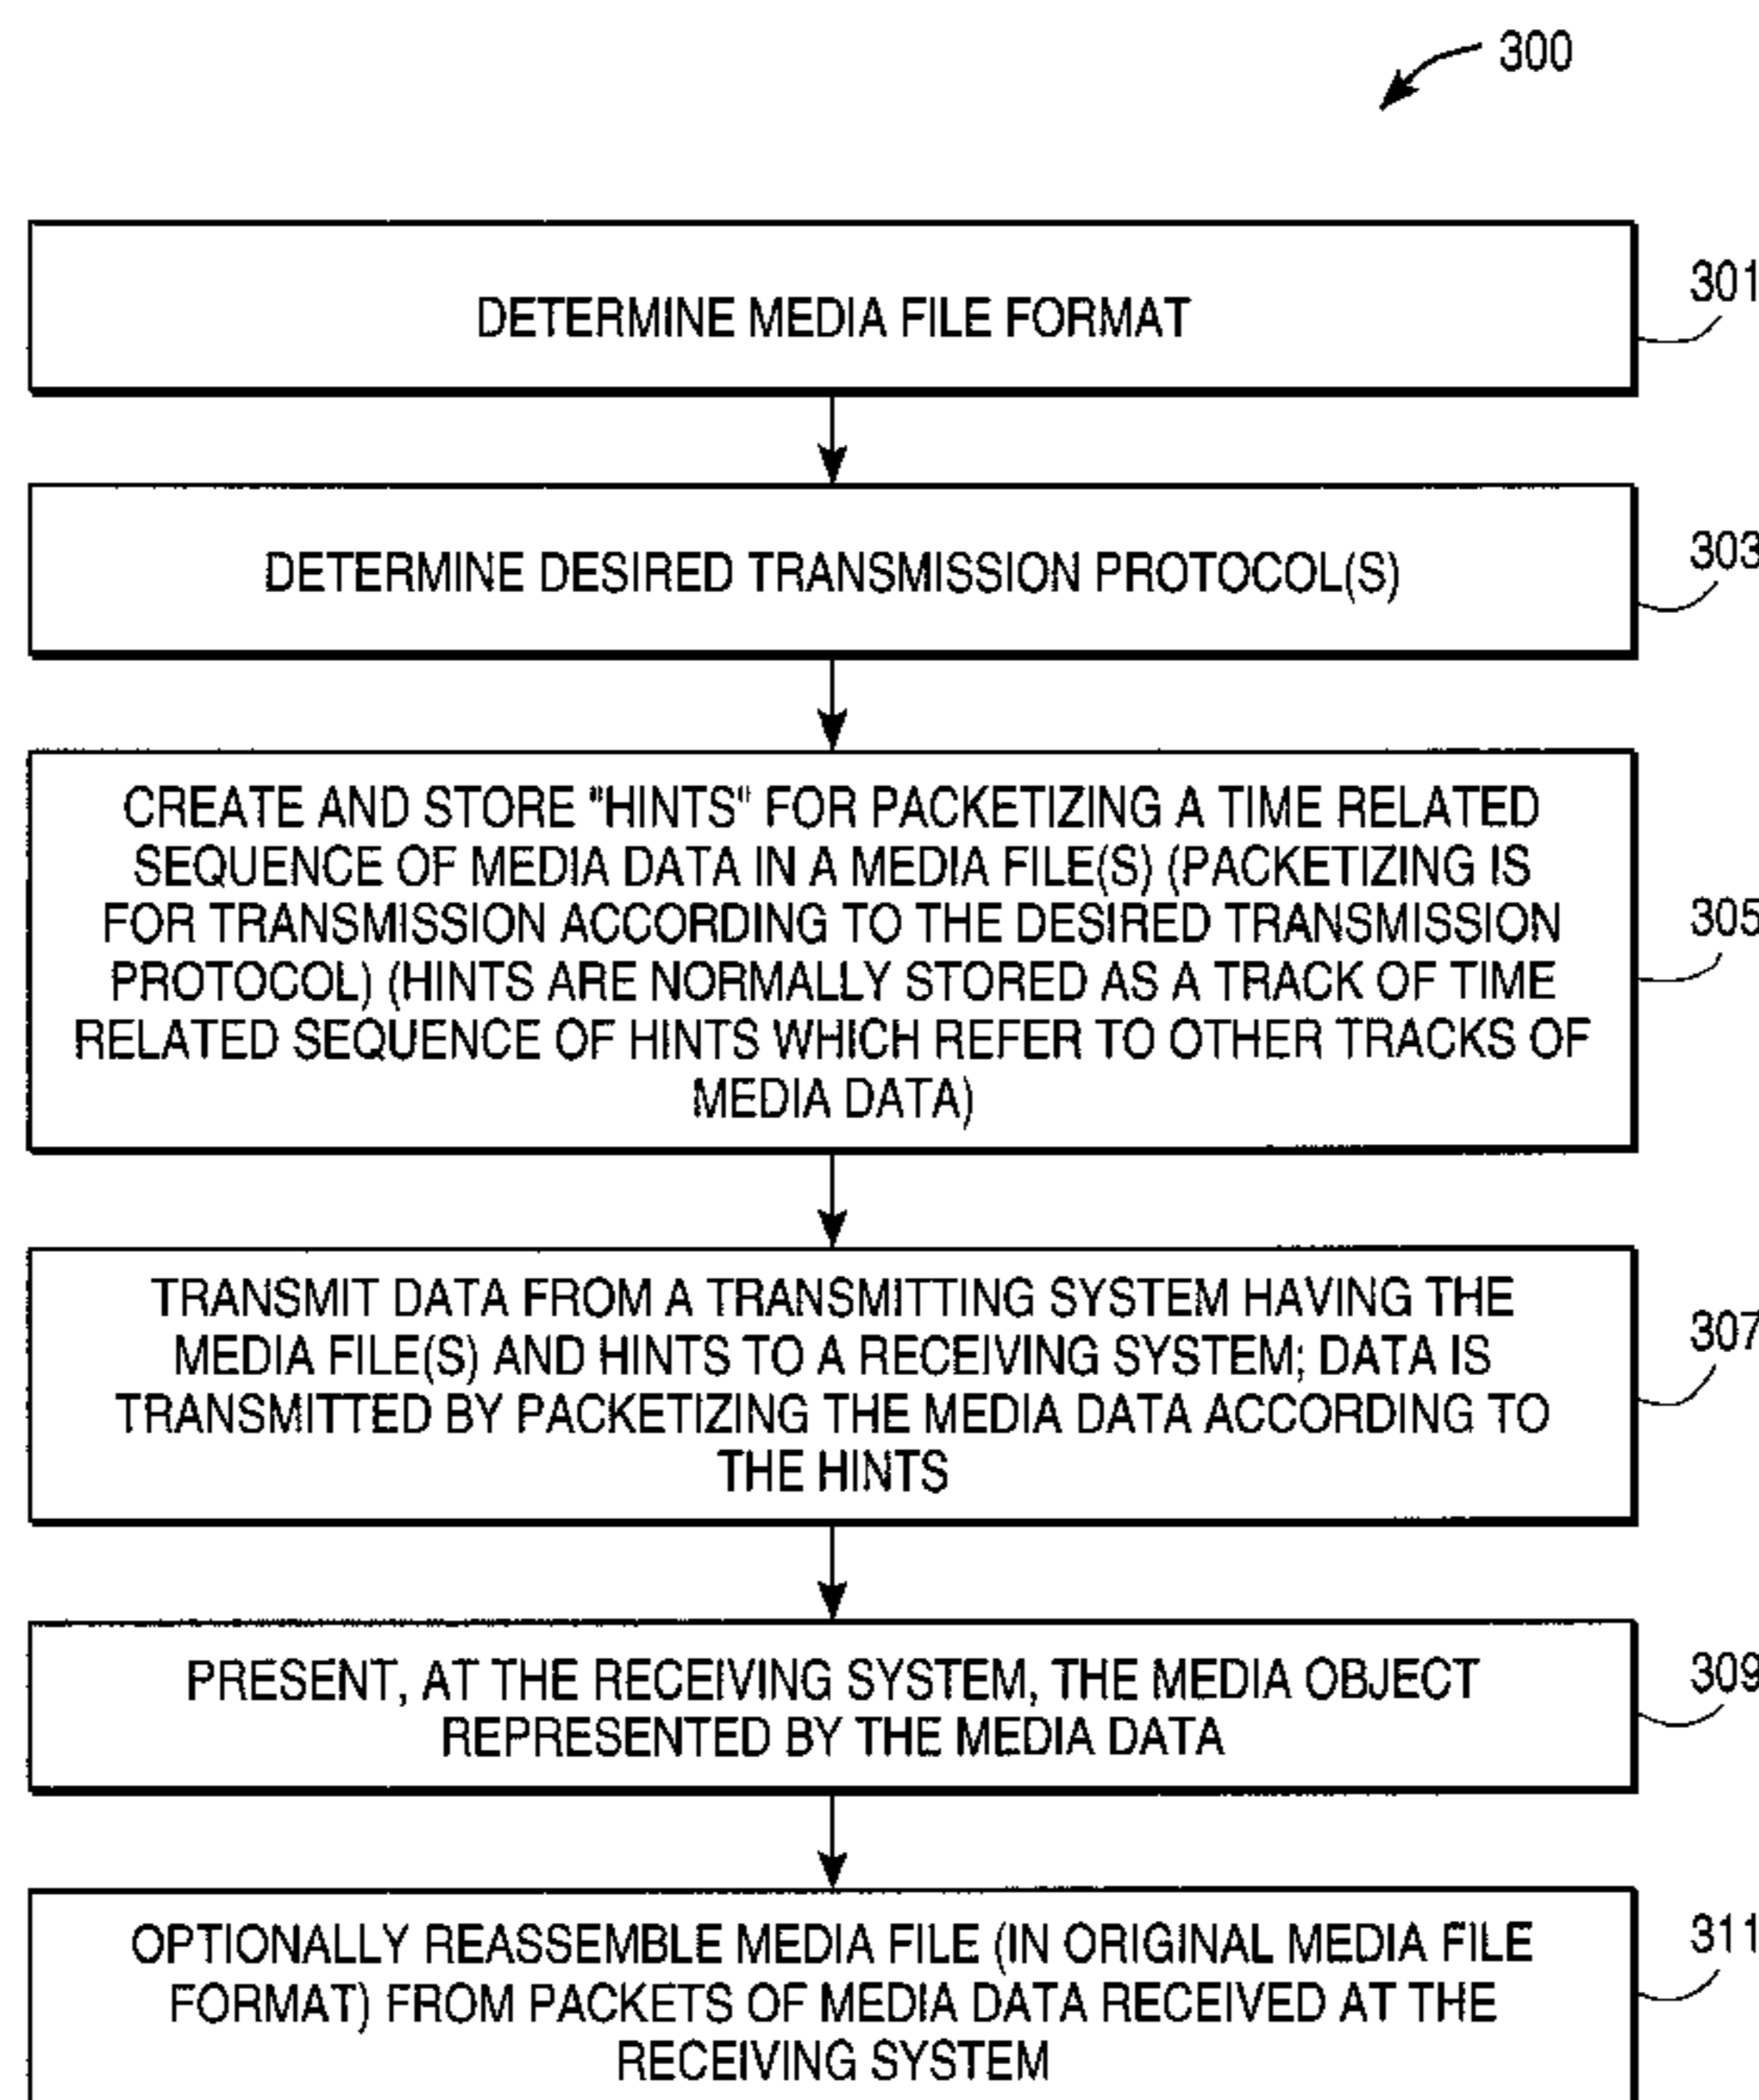 300
DETERMINE MEDIA FILE FORMAT
301
DETERMINE DESIRED TRANSMISSION PROTOCOL(S)
303
CREATE AND STORE "HINTS" FOR PACKETIZING A TIME RELATED
SEQUENCE OF MEDIA DATA IN A MEDIA FILE(S) (PACKETIZING IS
FOR TRANSMISSION ACCORDING TO THE DESIRED TRANSMISSION
PROTOCOL) (HINTS ARE NORMALLY STORED AS A TRACK OF TIME
RELATED SEQUENCE OF HINTS WHICH REFER TO OTHER TRACKS OF
MEDIA DATA)
305
TRANSMIT DATA FROM A TRANSMITTING SYSTEM HAVING THE
MEDIA FILE(S) AND HINTS TO A RECEIVING SYSTEM; DATA IS
TRANSMITTED BY PACKETIZING THE MEDIA DATA ACCORDING TO
THE HINTS
307
PRESENT, AT THE RECEIVING SYSTEM, THE MEDIA OBJECT
REPRESENTED BY THE MEDIA DATA
309
OPTIONALLY REASSEMBLE MEDIA FILE (IN ORIGINAL MEDIA FILE
FORMAT) FROM PACKETS OF MEDIA DATA RECEIVED AT THE
RECEIVING SYSTEM
311